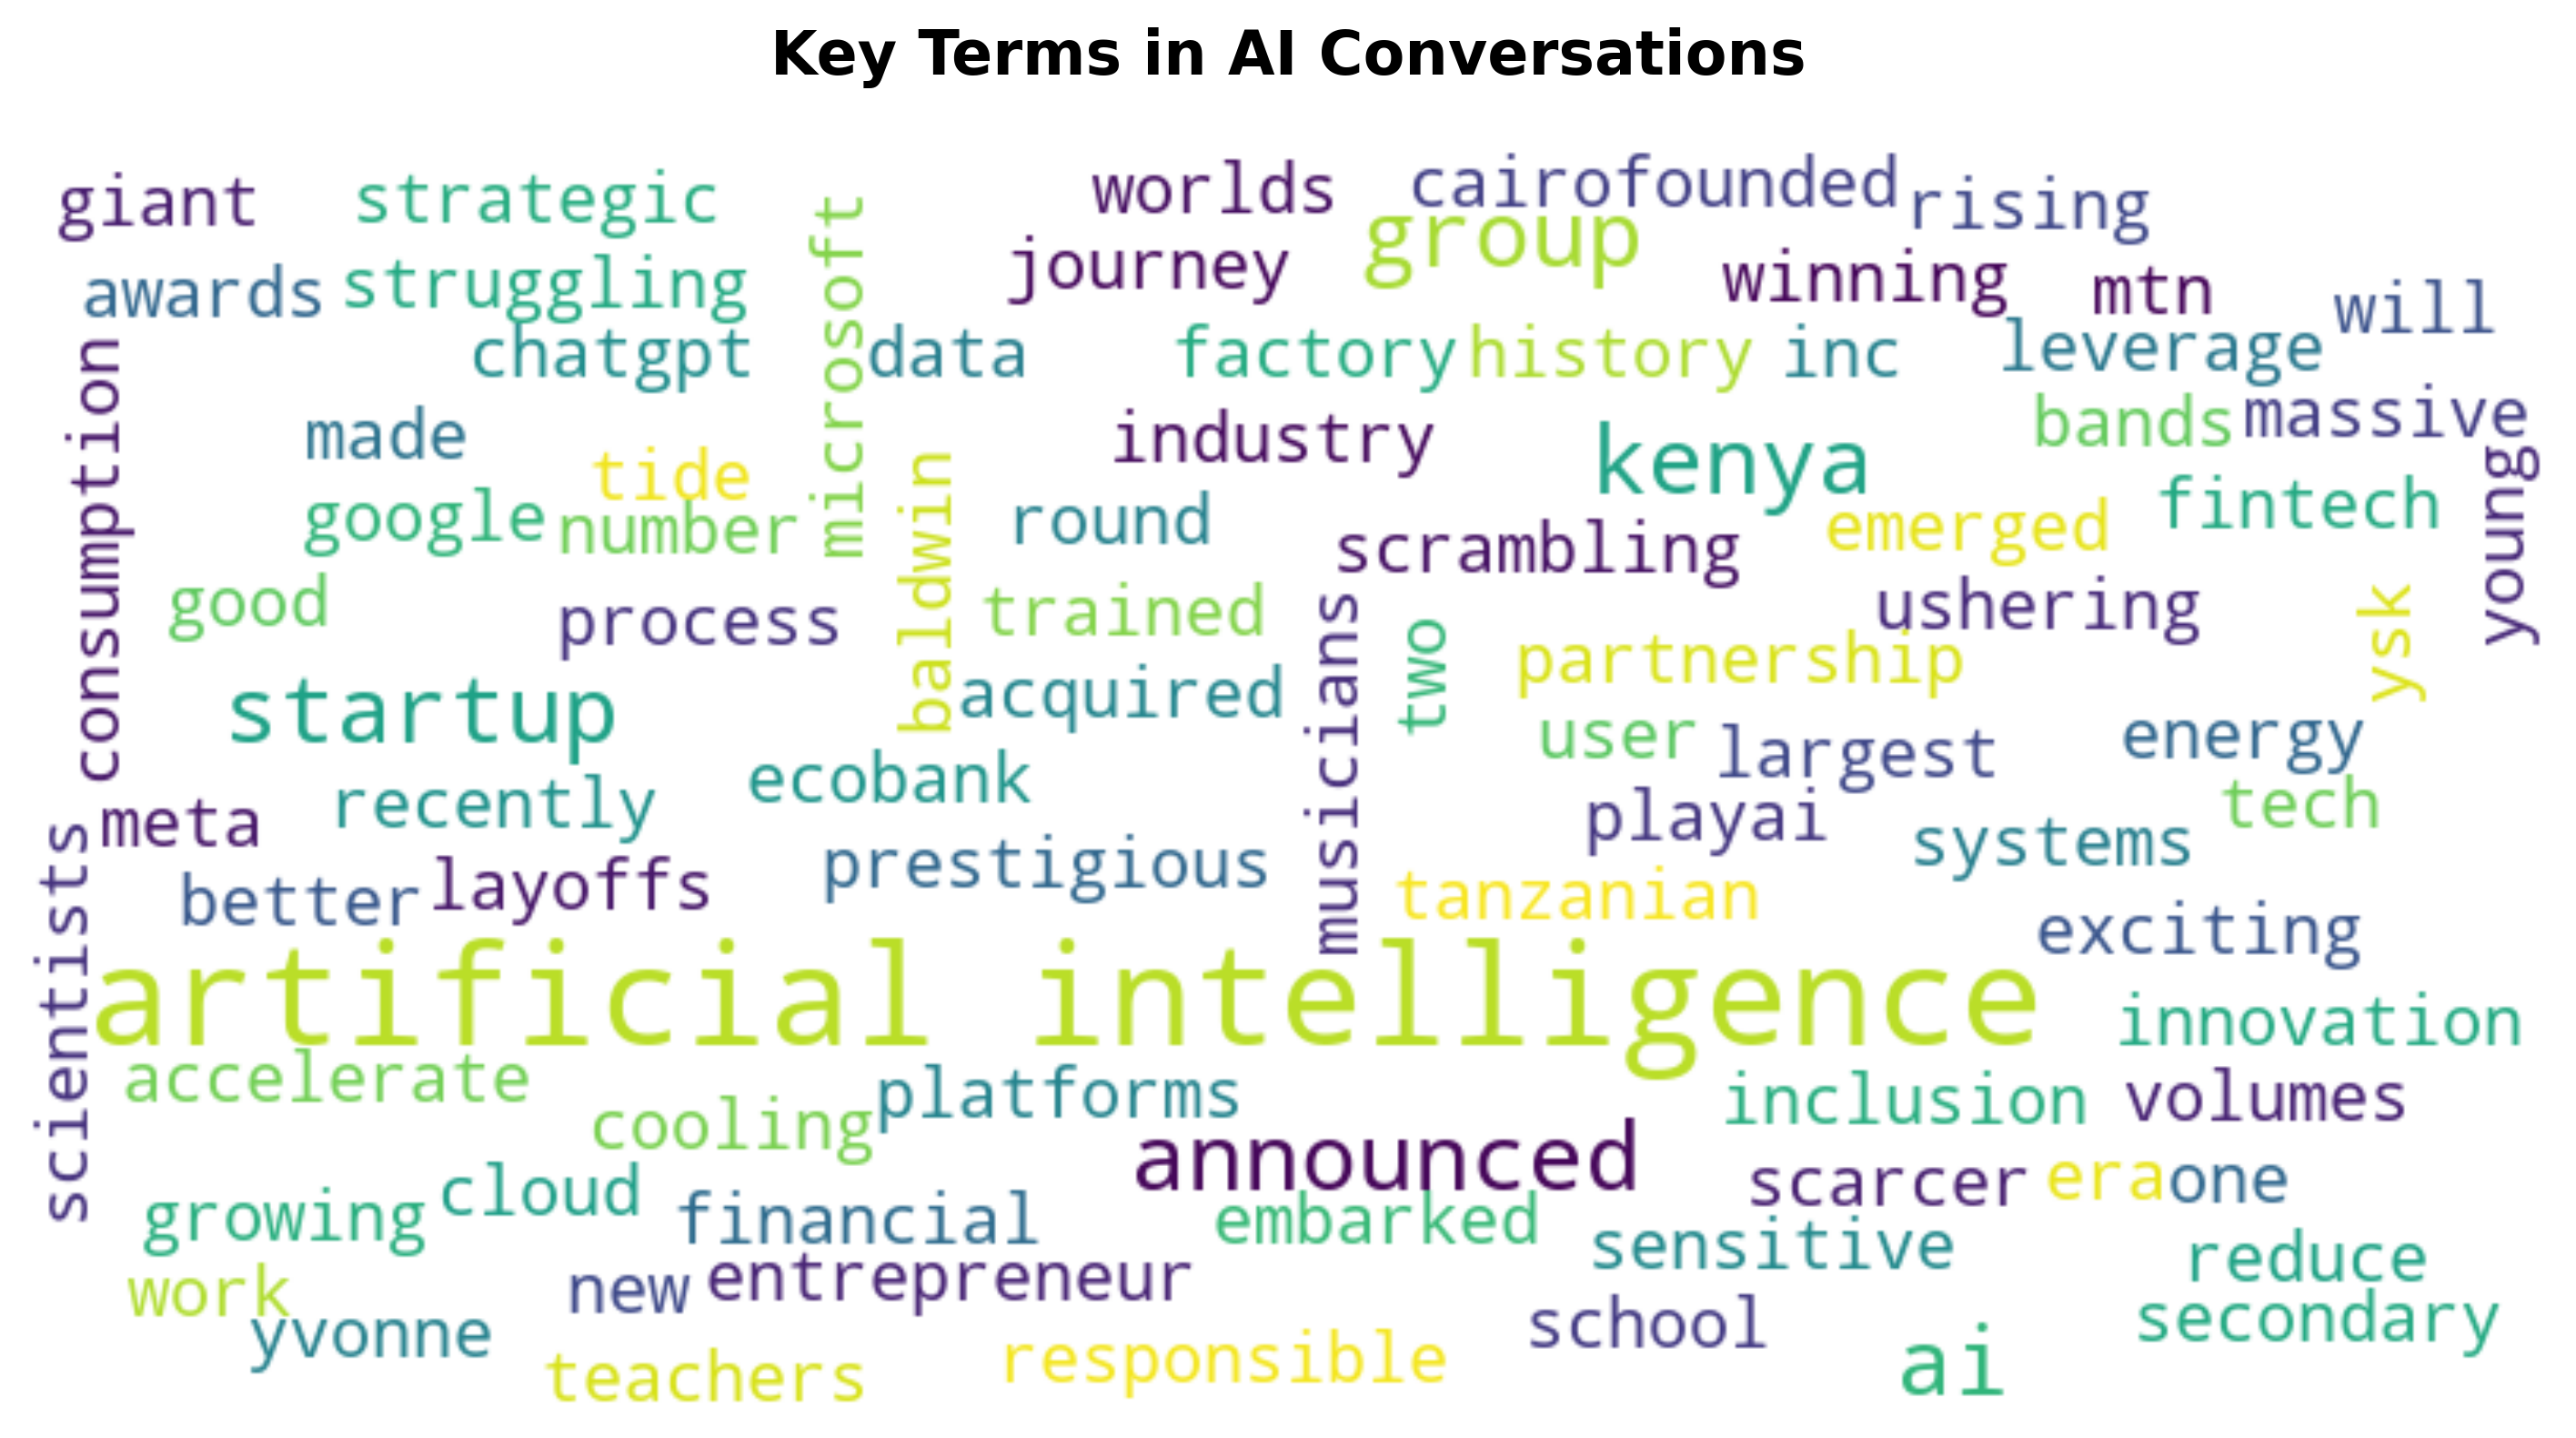 Key Terms in AI Conversations
giant
strategic
worlds
cairofounded
rising
awards
struggling
microsoft
journey
group
winning
mtn
will
chatgpt
data
factory
history
inc
leverage
consumption
made
tide
industry
kenya
bands
massive
google
number
baldwin
round
scrambling
emerged
fintech
young
good
process
trained
musicians
two
ushering
ysk
startup
acquired
partnership
user
largest
energy
meta
recently
ecobank
playai
systems
tech
scientists
better
layoffs
prestigious
tanzanian
exciting
artificial intelligence
innovation
accelerate
cooling
platforms
announced
inclusion
volumes
growing
cloud
financial
embarked
scarcer
era
one
work
new
entrepreneur
sensitive
reduce
yvonne
teachers
responsible
school
ai
secondary